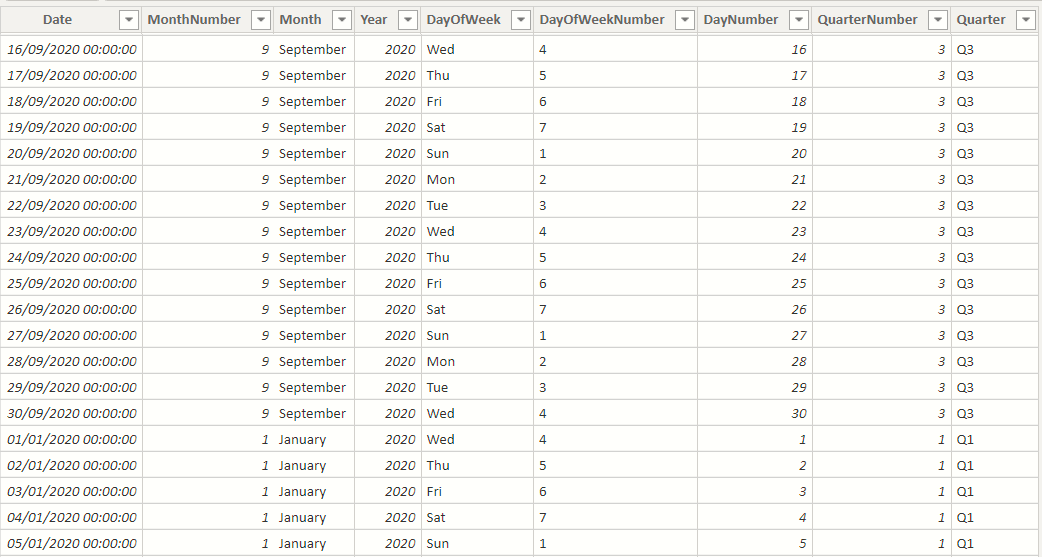 Date MonthNumber Month Year DayOfWeek DayOfWeekNumber DayNumber QuarterNumber Quarter
16/09/2020 00:00:00 9 September 2020 Wed 4 16 3 Q3
17/09/2020 00:00:00 9 September 2020 Thu 5 17 3 Q3
18/09/2020 00:00:00 9 September 2020 Fri 6 18 3 Q3
19/09/2020 00:00:00 9 September 2020 Sat 7 19 3 Q3
20/09/2020 00:00:00 9 September 2020 Sun 1 20 3 Q3
21/09/2020 00:00:00 9 September 2020 Mon 2 21 3 Q3
22/09/2020 00:00:00 9 September 2020 Tue 3 22 3 Q3
23/09/2020 00:00:00 9 September 2020 Wed 4 23 3 Q3
24/09/2020 00:00:00 9 September 2020 Thu 5 24 3 Q3
25/09/2020 00:00:00 9 September 2020 Fri 6 25 3 Q3
26/09/2020 00:00:00 9 September 2020 Sat 7 26 3 Q3
27/09/2020 00:00:00 9 September 2020 Sun 1 27 3 Q3
28/09/2020 00:00:00 9 September 2020 Mon 2 28 3 Q3
29/09/2020 00:00:00 9 September 2020 Tue 3 29 3 Q3
30/09/2020 00:00:00 9 September 2020 Wed 4 30 3 Q3
01/01/2020 00:00:00 1 January 2020 Wed 4 1 1 Q1
02/01/2020 00:00:00 1 January 2020 Thu 5 2 1 Q1
03/01/2020 00:00:00 1 January 2020 Fri 6 3 1 Q1
04/01/2020 00:00:00 1 January 2020 Sat 7 4 1 Q1
05/01/2020 00:00:00 1 January 2020 Sun 1 5 1 Q1